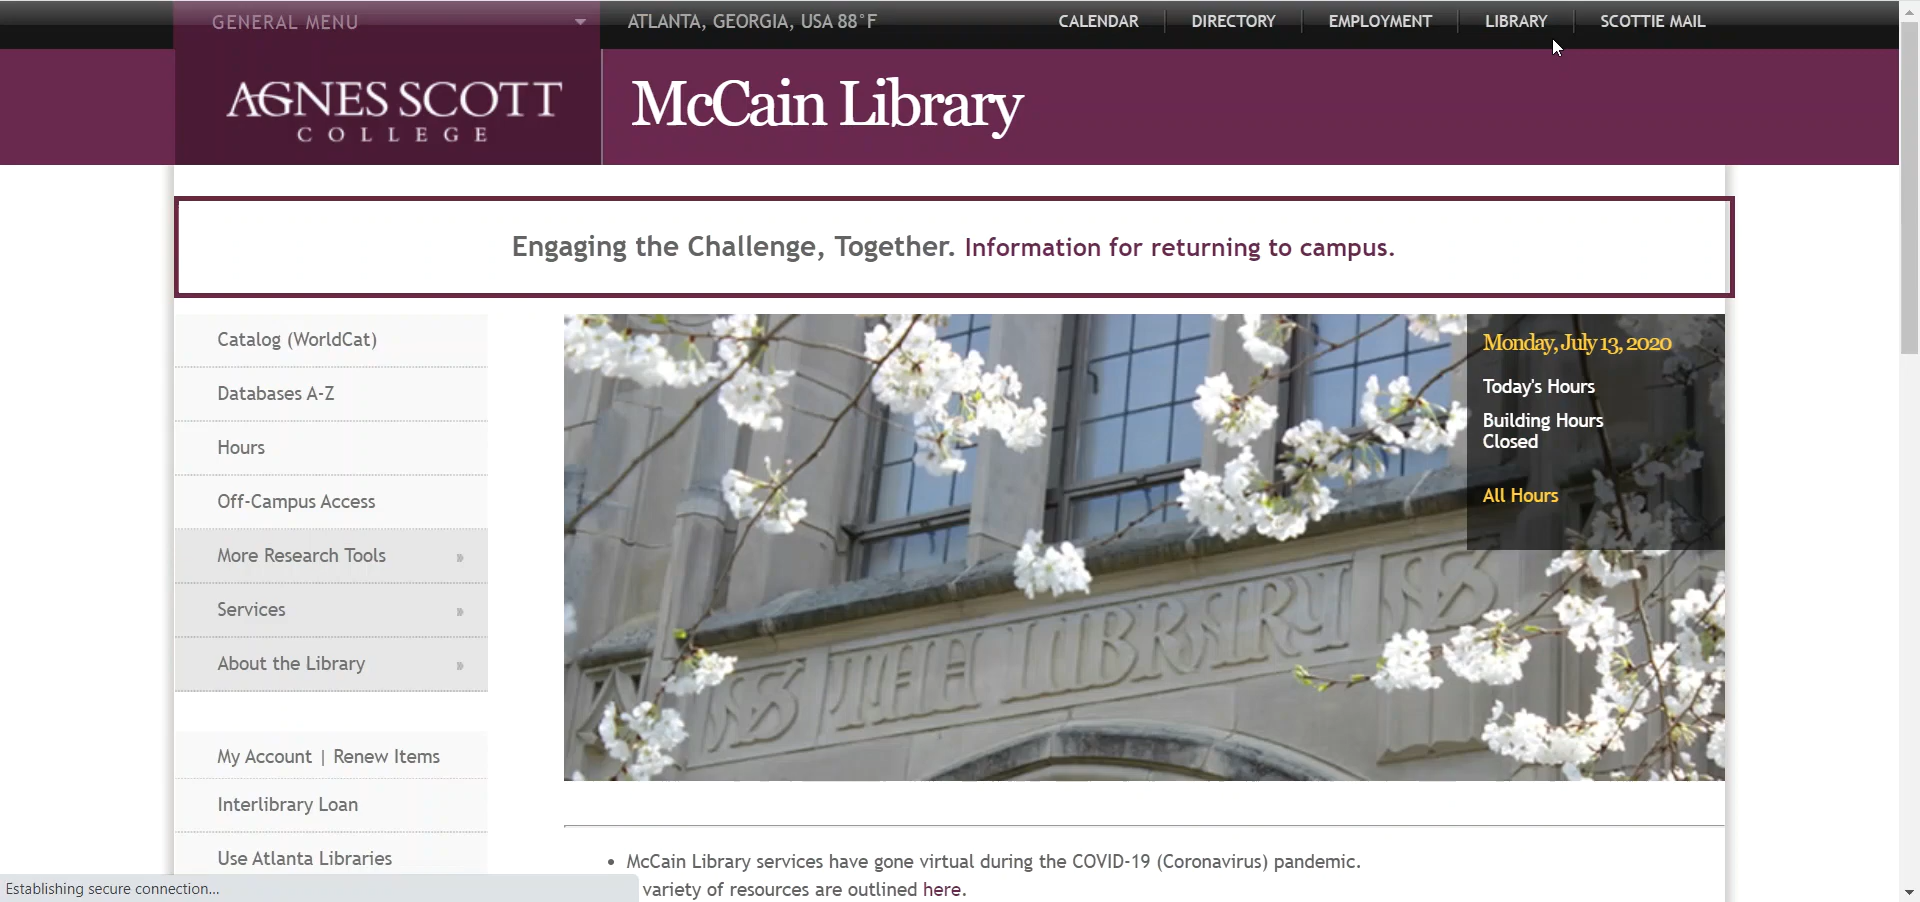 GENERAL MENU
ATLANTA, GEORGIA, USA 88°F
CALENDAR
DIRECTORY
EMPLOYMENT
LIBRARY
SCOTTIE MAIL
AGNES SCOTT
COLLEGE
McCain Library
Engaging the Challenge, Together. Information for returning to campus.
Catalog (WorldCat)
Databases A-Z
Hours
Off-Campus Access
More Research Tools »
Services »
About the Library »
My Account | Renew Items
Interlibrary Loan
Use Atlanta Libraries
Monday, July 13, 2020
Today's Hours
Building Hours
Closed
All Hours
LIBRARY
• McCain Library services have gone virtual during the COVID-19 (Coronavirus) pandemic.
variety of resources are outlined here.
Establishing secure connection...